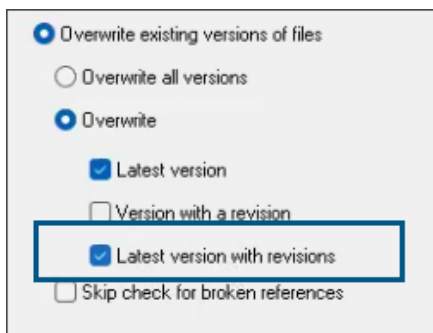 Overwrite existing versions of files
Overwrite all versions
Overwrite
Latest version
Version with a revision
Latest version with revisions
Skip check for broken references